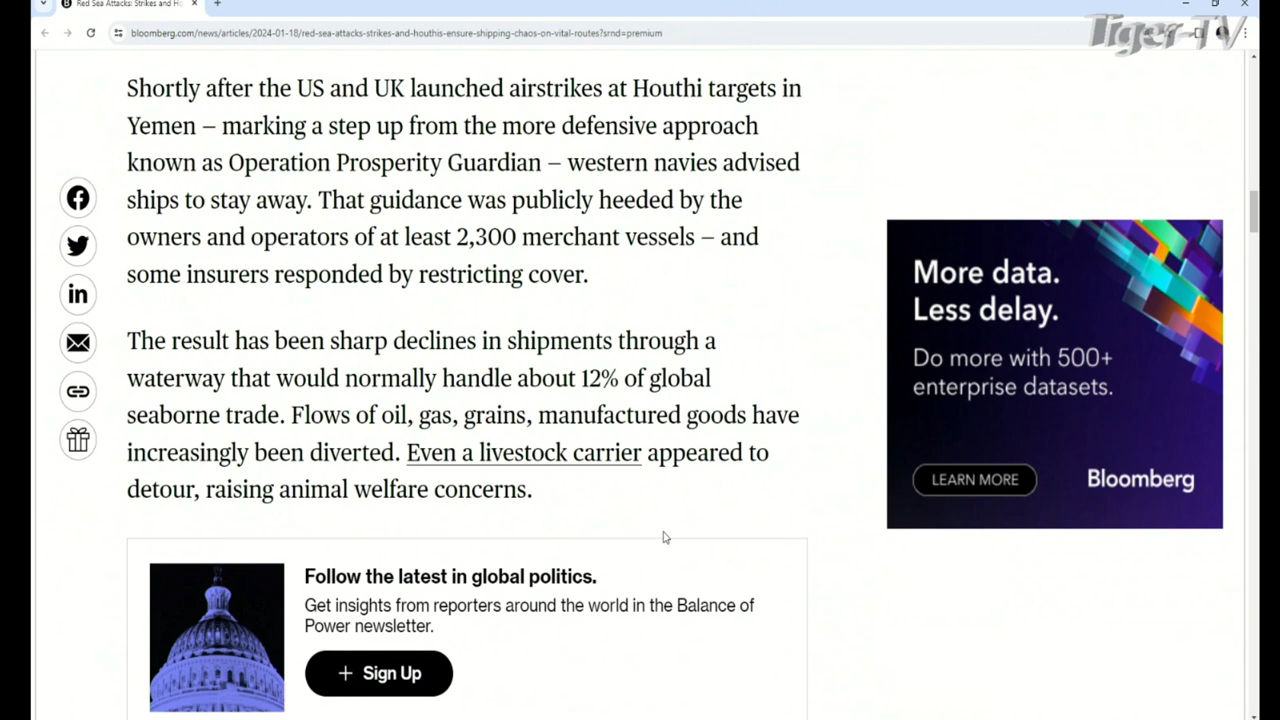 Red Sea Attacks: Strikes and Ho
bloomberg.com/news/articles/2024-01-18/red-sea-attacks-strikes-and-houthis-ensure-shipping-chaos-on-vital-routes?srnd=premium
Tiger-TV
Shortly after the US and UK launched airstrikes at Houthi targets in
Yemen – marking a step up from the more defensive approach
known as Operation Prosperity Guardian – western navies advised
ships to stay away. That guidance was publicly heeded by the
owners and operators of at least 2,300 merchant vessels – and
some insurers responded by restricting cover.
The result has been sharp declines in shipments through a
waterway that would normally handle about 12% of global
seaborne trade. Flows of oil, gas, grains, manufactured goods have
increasingly been diverted. Even a livestock carrier appeared to
detour, raising animal welfare concerns.
More data.
Less delay.
Do more with 500+
enterprise datasets.
LEARN MORE
Bloomberg
Follow the latest in global politics.
Get insights from reporters around the world in the Balance of
Power newsletter.
+ Sign Up